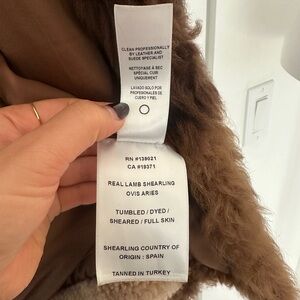 CLEAN PROFESSIONALLY
BY LEATHER AND
SUEDE SPECIALIST
NETTOYAGE À SEC
SPÉCIAL CUIR
UNIQUEMENT
LAVADO SOLO POR
PROFESIONALES DE
CUERO Y PIEL
RN #139021
CA #19371
REAL LAMB SHEARLING
OVIS ARIES
TUMBLED / DYED /
SHEARED / FULL SKIN
SHEARLING COUNTRY OF
ORIGIN : SPAIN
TANNED IN TURKEY